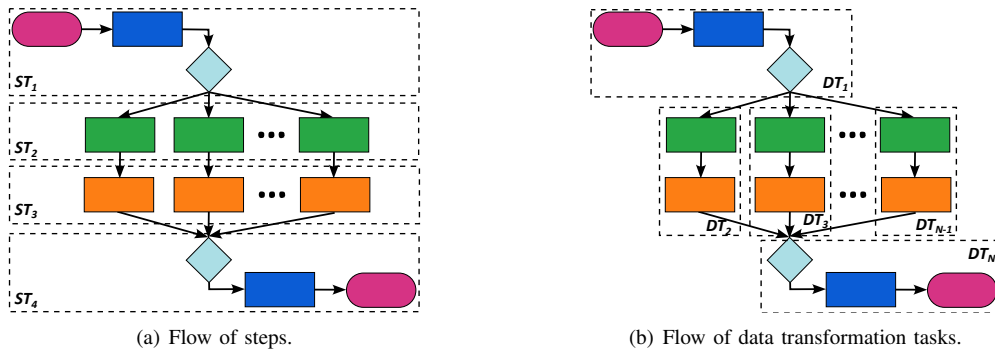 ST1
ST2
ST3
ST4
(a) Flow of steps.
DT1
DT2
DT3
DTN-1
DTN
(b) Flow of data transformation tasks.